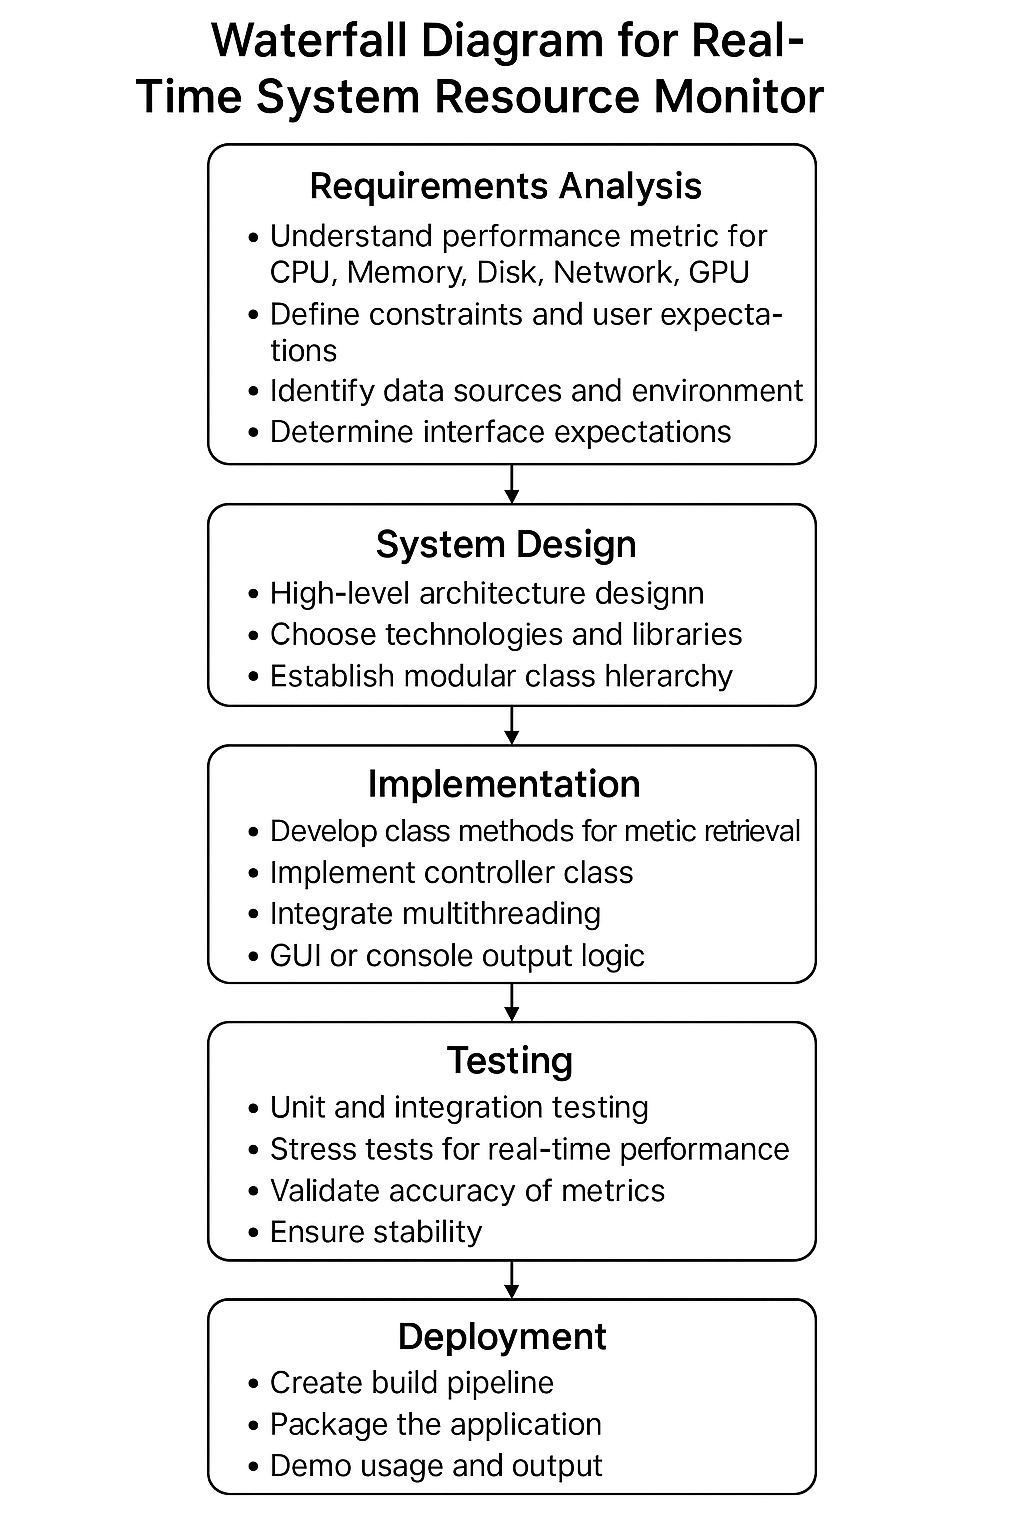 Waterfall Diagram for Real-
Time System Resource Monitor
Requirements Analysis
• Understand performance metric for
CPU, Memory, Disk, Network, GPU
• Define constraints and user expecta-
tions
• Identify data sources and environment
• Determine interface expectations
System Design
• High-level architecture designn
• Choose technologies and libraries
• Establish modular class hlerarchy
Implementation
• Develop class methods for metic retrieval
• Implement controller class
• Integrate multithreading
• GUI or console output logic
Testing
• Unit and integration testing
• Stress tests for real-time performance
• Validate accuracy of metrics
• Ensure stability
Deployment
• Create build pipeline
• Package the application
• Demo usage and output